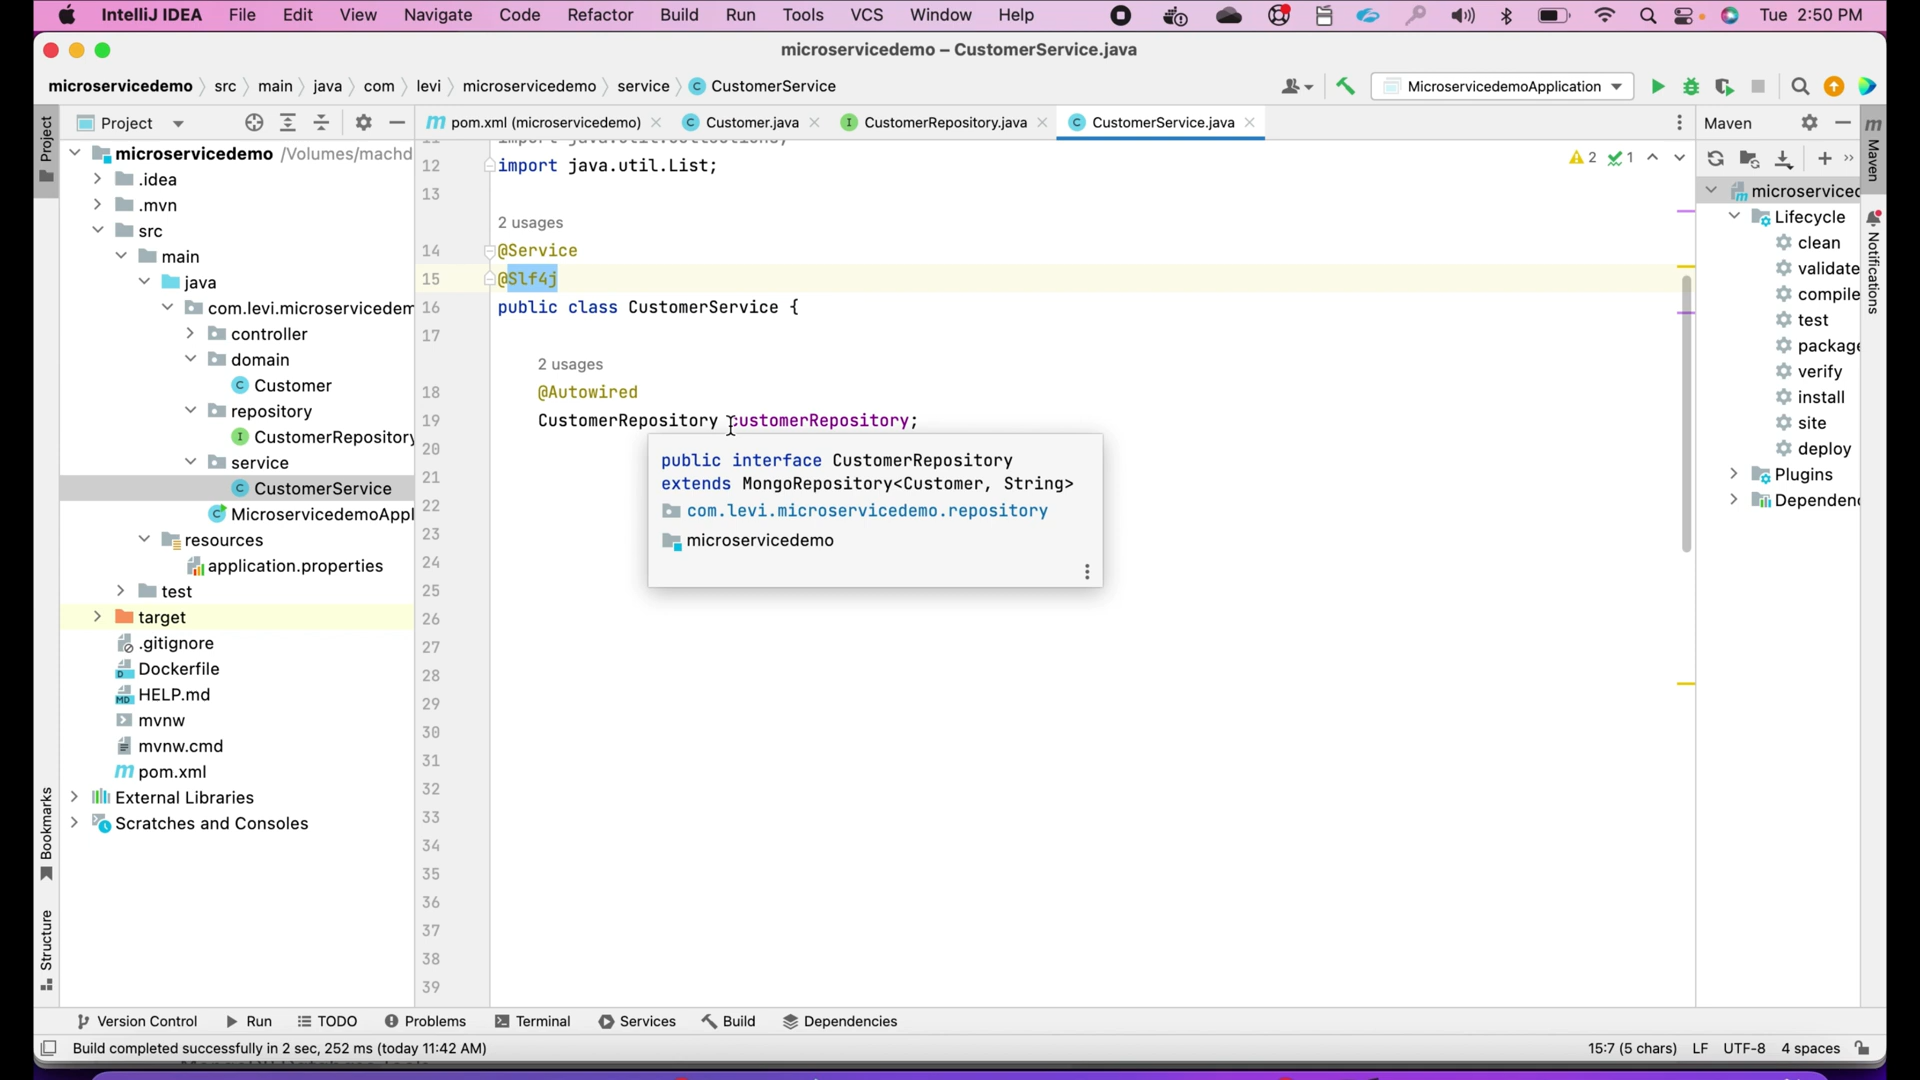 IntelliJ IDEA File Edit View Navigate Code Refactor Build Run Tools VCS Window Help Tue 2:50 PM
microservicedemo – CustomerService.java
microservicedemo src main java com levi microservicedemo service CustomerService
MicroservicedemoApplication
Project
Project
pom.xml (microservicedemo)
Customer.java
CustomerRepository.java
CustomerService.java
Maven
Maven
Notifications
microservicedemo /Volumes/machd
.idea
.mvn
src
main
java
com.levi.microservicedem
controller
domain
Customer
repository
CustomerRepository
service
CustomerService
MicroservicedemoAppl
resources
application.properties
test
target
.gitignore
Dockerfile
HELP.md
mvnw
mvnw.cmd
pom.xml
External Libraries
Scratches and Consoles
Bookmarks
Structure
2 1
12 import java.util.List;
13
2 usages
14 @Service
15 @Slf4j
16 public class CustomerService {
17
2 usages
18 @Autowired
19 CustomerRepository customerRepository;
20
21
22
23
24
25
26
27
28
29
30
31
32
33
34
35
36
37
38
39
public interface CustomerRepository
extends MongoRepository<Customer, String>
com.levi.microservicedemo.repository
microservicedemo
microserviced
Lifecycle
clean
validate
compile
test
package
verify
install
site
deploy
Plugins
Dependenc
Version Control Run TODO Problems Terminal Services Build Dependencies
Build completed successfully in 2 sec, 252 ms (today 11:42 AM)
15:7 (5 chars) LF UTF-8 4 spaces